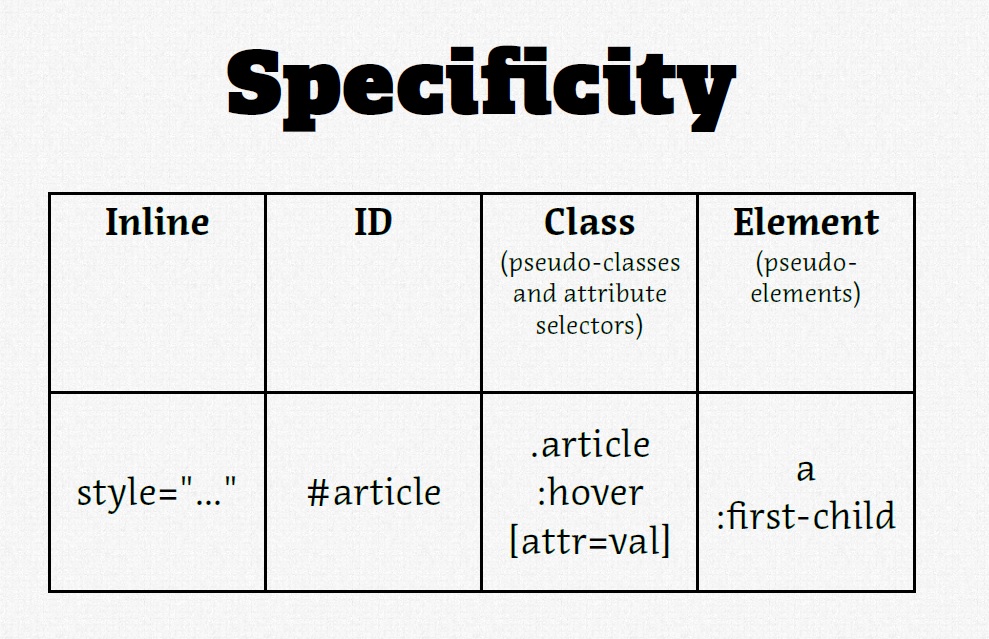 Specificity
Inline
ID
Class
(pseudo-classes
and attribute
selectors)
Element
(pseudo-
elements)
style="..."
#article
.article
:hover
[attr=val]
a
:first-child